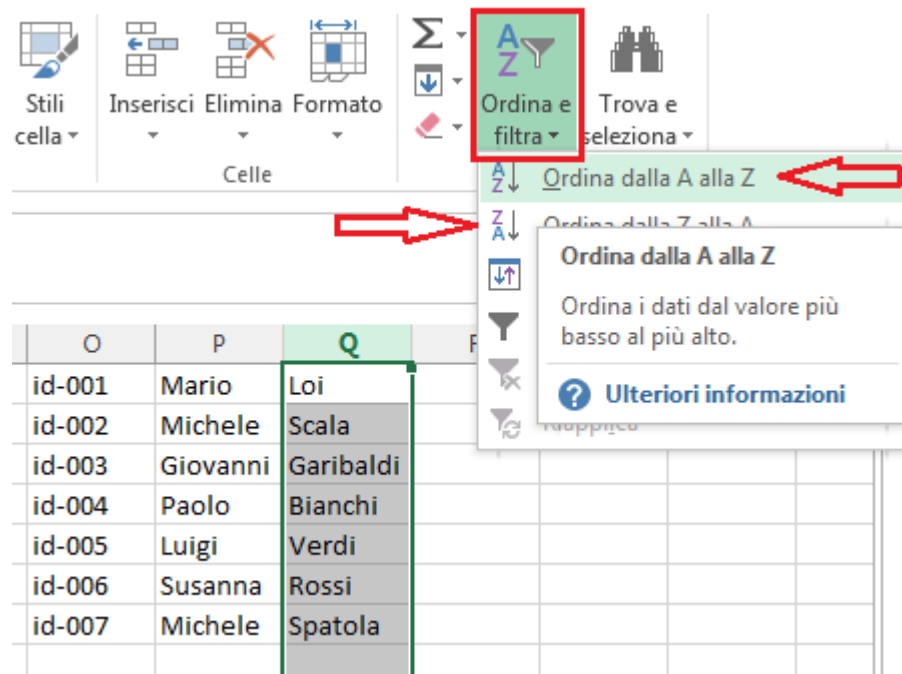 Stili
cella
Inserisci Elimina Formato
Celle
Ordina e
filtra
Trova e
seleziona
Ordina dalla A alla Z
Ordina dalla Z alla A
Ordina dalla A alla Z
Ordina i dati dal valore più
basso al più alto.
Ulteriori informazioni
Riapplica
O P Q
id-001 Mario Loi
id-002 Michele Scala
id-003 Giovanni Garibaldi
id-004 Paolo Bianchi
id-005 Luigi Verdi
id-006 Susanna Rossi
id-007 Michele Spatola